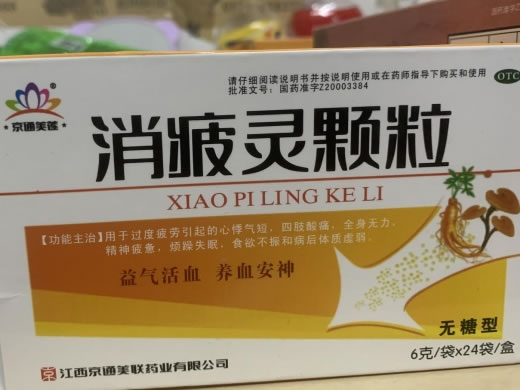 请仔细阅读说明书并按说明使用或在药师指导下购买和使用
批准文号：国药准字Z20003384
OTC
京通美莲
消疲灵颗粒
XIAO PI LING KE LI
【功能主治】用于过度疲劳引起的心悸气短，四肢酸痛，全身无力，
精神疲惫，烦躁失眠，食欲不振和病后体质虚弱。
益气活血 养血安神
无糖型
6克/袋x24袋/盒
京 江西京通美联药业有限公司